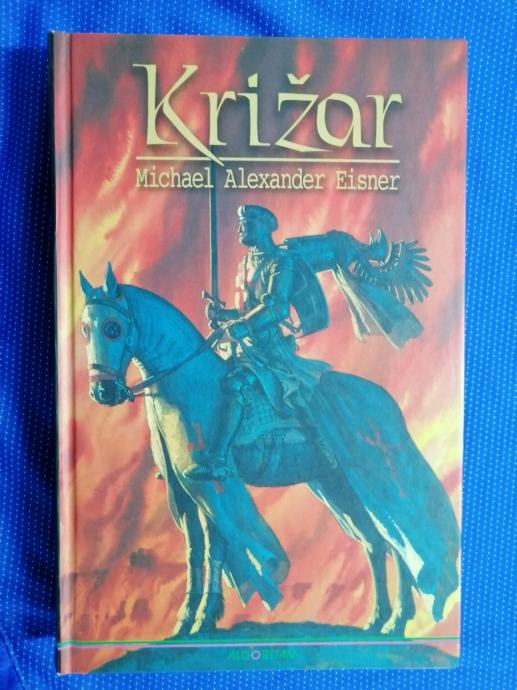 Križar
Michael Alexander Eisner
ALGORITAM